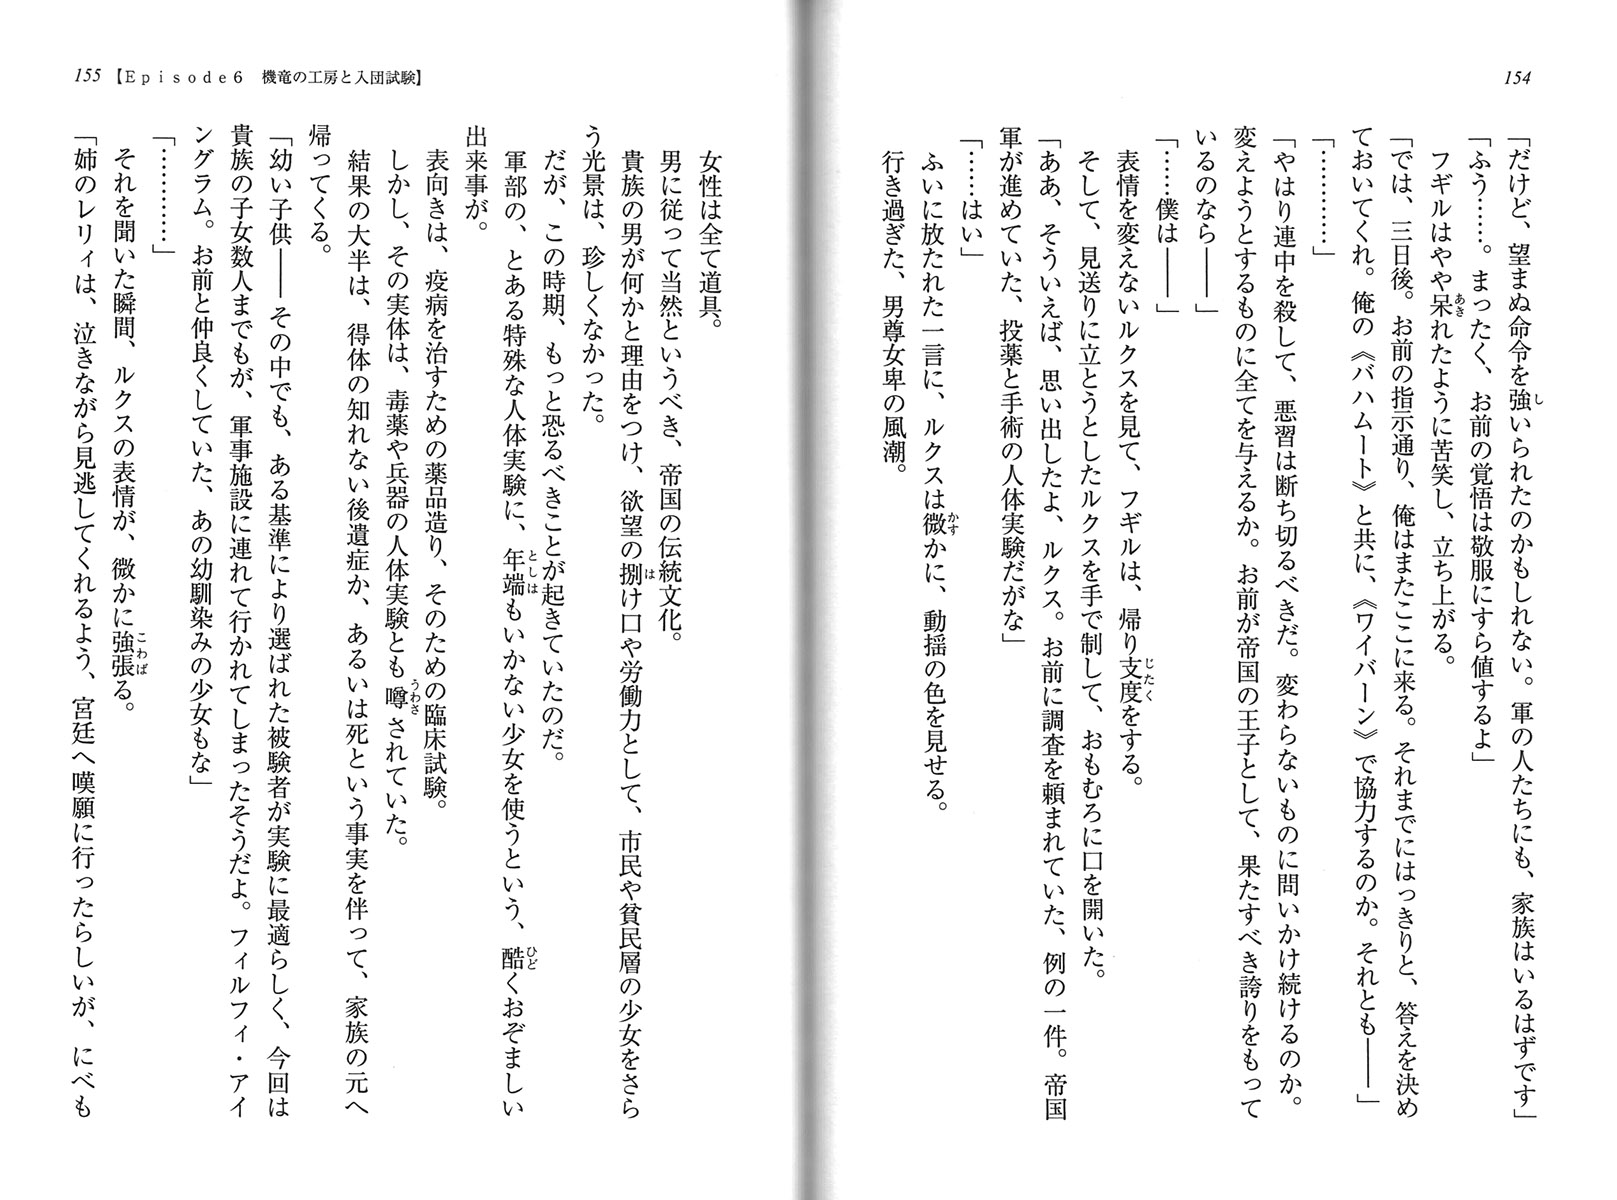 154
「だけど、望まぬ命令を強いられたのかもしれない。軍の人たちにも、家族はいるはずです」
「ふう……。まったく、お前の覚悟は敬服にすら値するよ」
フギルはやや呆れたように苦笑し、立ち上がる。
「では、三日後。お前の指示通り、俺はまたここに来る。それまでにはっきりと、答えを決め
ておいてくれ。俺の《バハムート》と共に、《ワイバーン》で協力するのか。それとも――」
「…………」
「やはり連中を殺して、悪習は断ち切るべきだ。変わらないものに問いかけ続けるのか。
変えようとするものに全てを与えるか。お前が帝国の王子として、果たすべき誇りをもって
いるのなら――」
「……僕は――」
表情を変えないルクスを見て、フギルは、帰り支度をする。
そして、見送りに立とうとしたルクスを手で制して、おもむろに口を開いた。
「ああ、そういえば、思い出したよ、ルクス。お前に調査を頼まれていた、例の一件。帝国
軍が進めていた、投薬と手術の人体実験だがな」
「……はい」
ふいに放たれた一言に、ルクスは微かに、動揺の色を見せる。
行き過ぎた、男尊女卑の風潮。
155【Episode6 機竜の工房と入団試験】
女性は全て道具。
男に従って当然というべき、帝国の伝統文化。
貴族の男が何かと理由をつけ、欲望の捌け口や労働力として、市民や貧民層の少女をさら
う光景は、珍しくなかった。
だが、この時期、もっと恐るべきことが起きていたのだ。
軍部の、とある特殊な人体実験に、年端もいかない少女を使うという、酷くおぞましい
出来事が。
表向きは、疫病を治すための薬品造り、そのための臨床試験。
しかし、その実体は、毒薬や兵器の人体実験とも噂されていた。
結果の大半は、得体の知れない後遺症か、あるいは死という事実を伴って、家族の元へ
帰ってくる。
「幼い子供――その中でも、ある基準により選ばれた被験者が実験に最適らしく、今回は
貴族の子女数人までもが、軍事施設に連れて行かれてしまったそうだよ。フィルフィ・アイ
ングラム。お前と仲良くしていた、あの幼馴染みの少女もな」
「…………」
それを聞いた瞬間、ルクスの表情が、微かに強張る。
「姉のレリィは、泣きながら見逃してくれるよう、宮廷へ嘆願に行ったらしいが、にべも